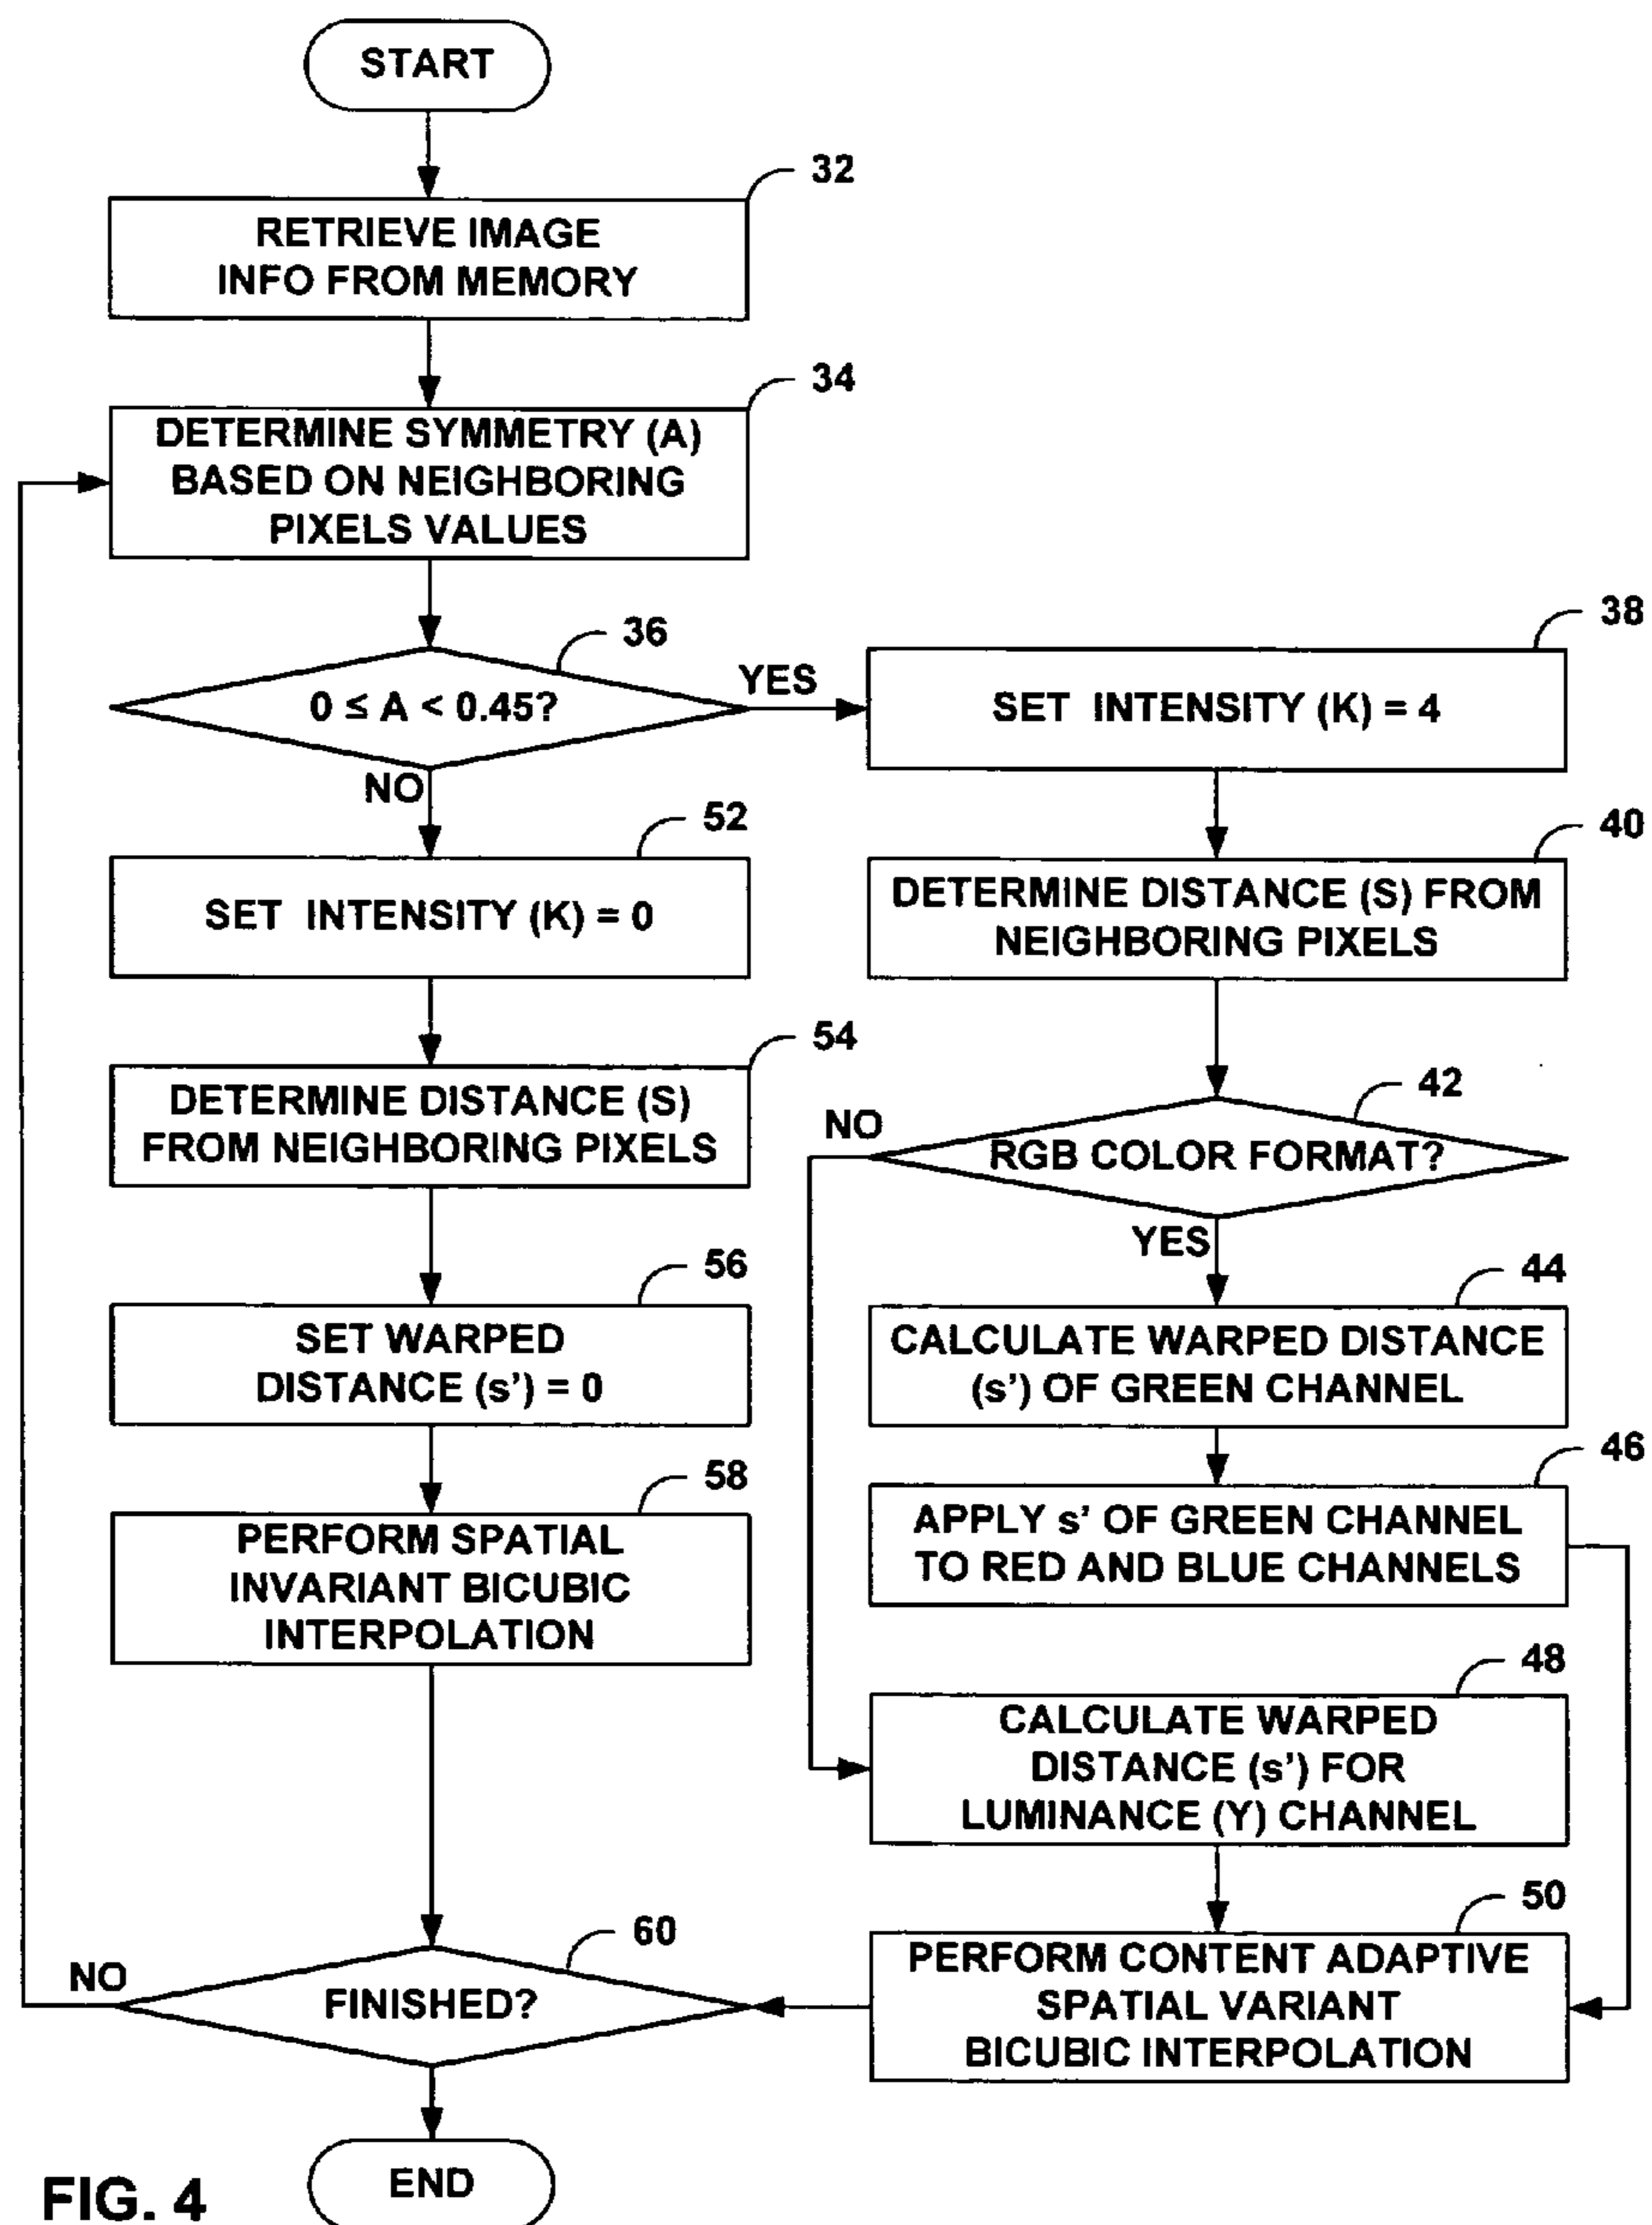 START
32
RETRIEVE IMAGE
INFO FROM MEMORY
34
DETERMINE SYMMETRY (A)
BASED ON NEIGHBORING
PIXELS VALUES
36
0 ≤ A < 0.45?
YES
NO
38
SET INTENSITY (K) = 4
40
DETERMINE DISTANCE (S) FROM
NEIGHBORING PIXELS
42
RGB COLOR FORMAT?
NO
YES
44
CALCULATE WARPED DISTANCE
(s') OF GREEN CHANNEL
46
APPLY s' OF GREEN CHANNEL
TO RED AND BLUE CHANNELS
48
CALCULATE WARPED
DISTANCE (s') FOR
LUMINANCE (Y) CHANNEL
50
PERFORM CONTENT ADAPTIVE
SPATIAL VARIANT
BICUBIC INTERPOLATION
52
SET INTENSITY (K) = 0
54
DETERMINE DISTANCE (S)
FROM NEIGHBORING PIXELS
56
SET WARPED
DISTANCE (s') = 0
58
PERFORM SPATIAL
INVARIANT BICUBIC
INTERPOLATION
60
FINISHED?
NO
END
FIG. 4